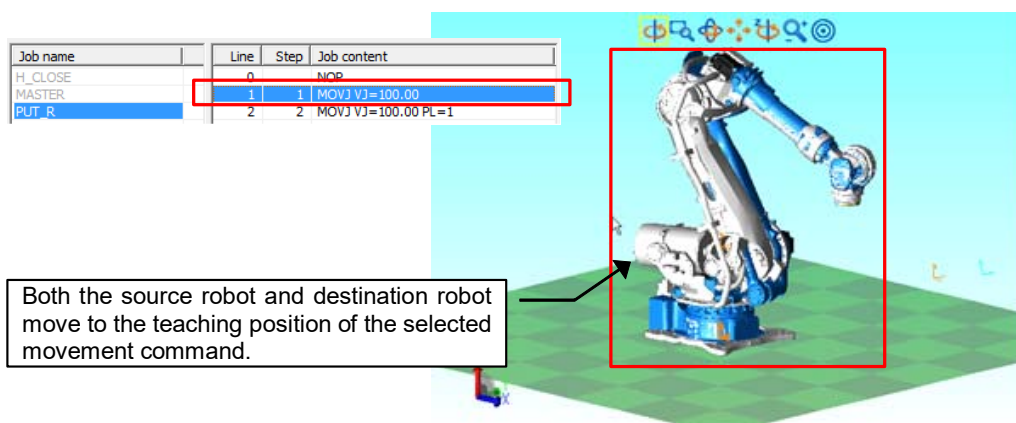 Job name Line Step Job content
H_CLOSE 0 NOP
MASTER 1 1 MOVJ VJ=100.00
PUT_R 2 2 MOVJ VJ=100.00 PL=1
Both the source robot and destination robot
move to the teaching position of the selected
movement command.
X